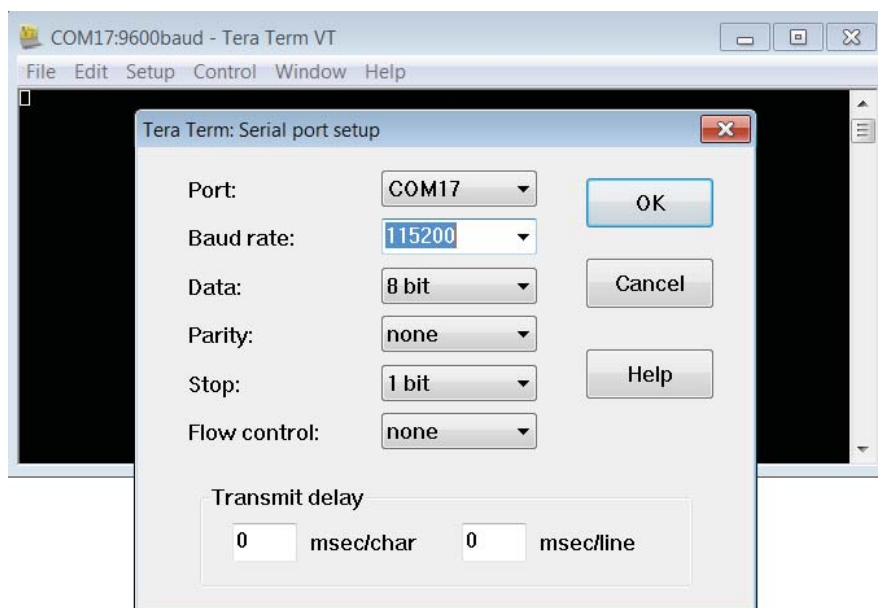 COM17:9600baud - Tera Term VT
File Edit Setup Control Window Help
Tera Term: Serial port setup
Port: COM17 OK
Baud rate: 115200
Data: 8 bit Cancel
Parity: none
Stop: 1 bit Help
Flow control: none
Transmit delay
0 msec/char 0 msec/line